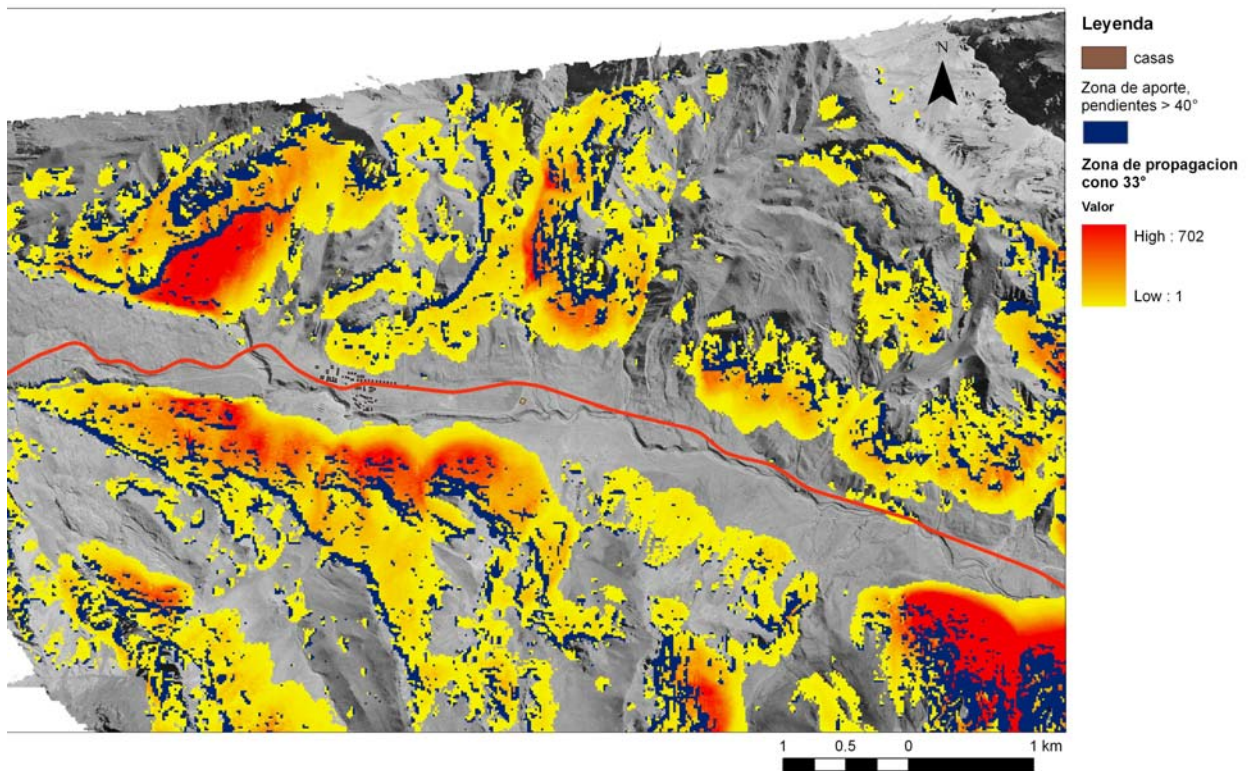 Leyenda
casas
Zona de aporte,
pendientes > 40°
Zona de propagacion
cono 33°
Valor
High : 702
Low : 1
N
1 0.5 0 1 km